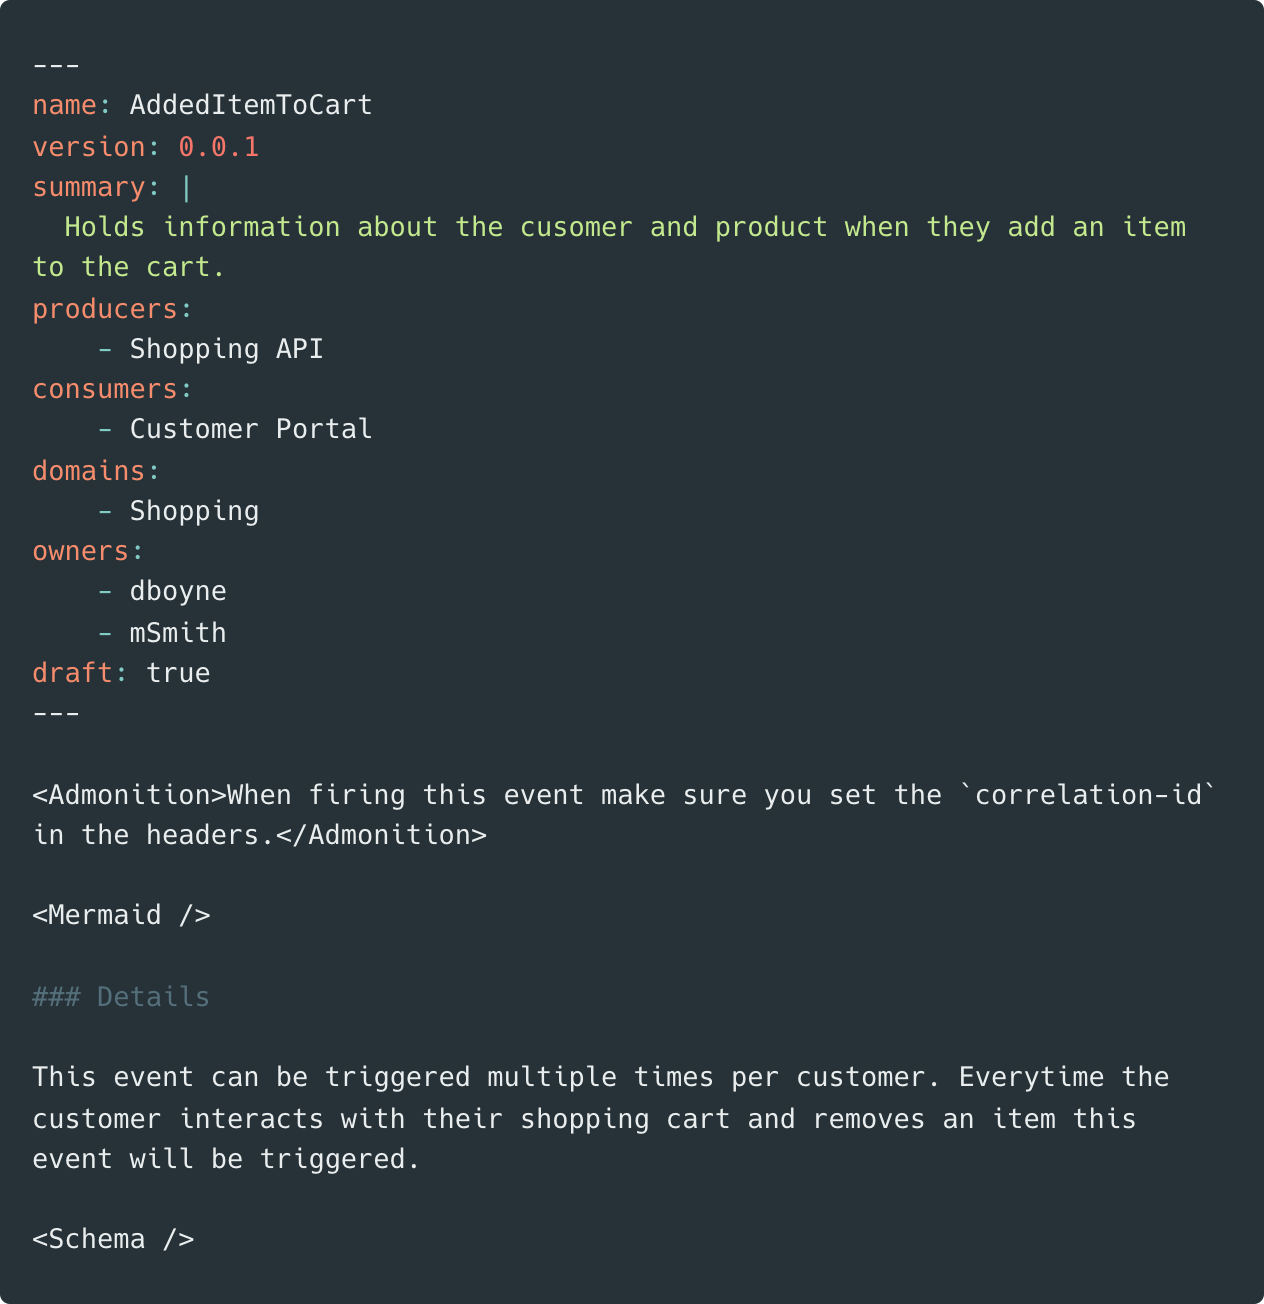 ---
name: AddedItemToCart
version: 0.0.1
summary: |
  Holds information about the cusomer and product when they add an item
to the cart.
producers:
    - Shopping API
consumers:
    - Customer Portal
domains:
    - Shopping
owners:
    - dboyne
    - mSmith
draft: true
---

<Admonition>When firing this event make sure you set the `correlation-id`
in the headers.</Admonition>

<Mermaid />

### Details

This event can be triggered multiple times per customer. Everytime the
customer interacts with their shopping cart and removes an item this
event will be triggered.

<Schema />